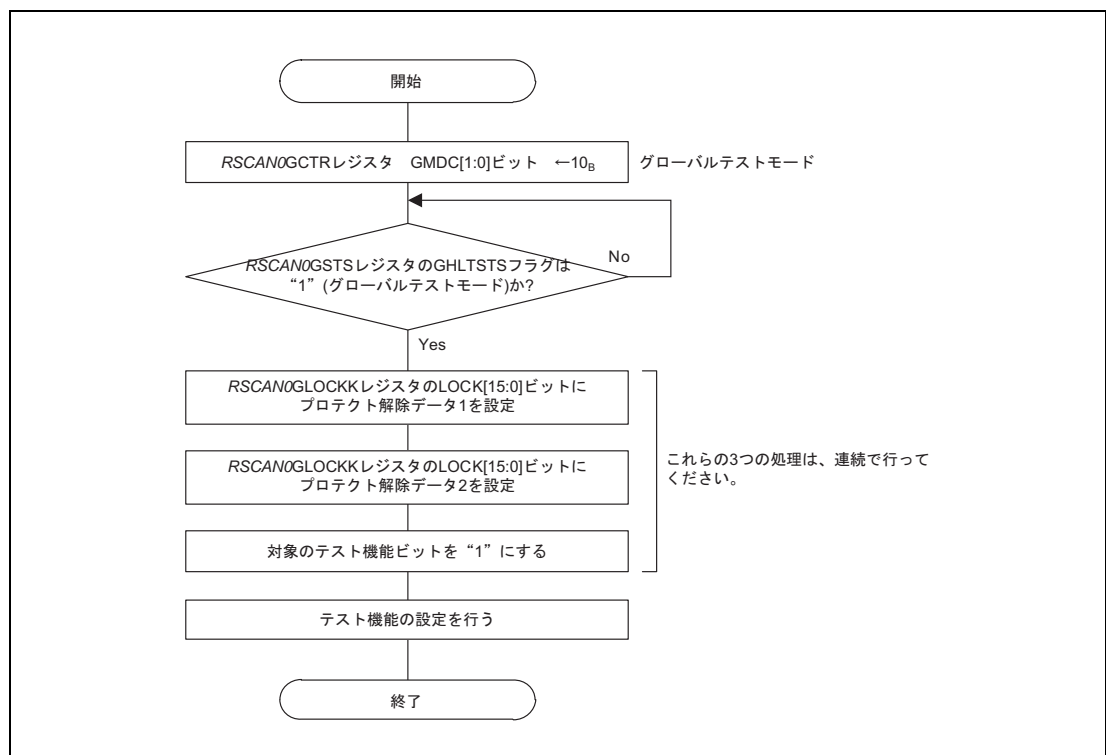 開始
RSCAN0GCTRレジスタ　GMDC[1:0]ビット　←10B
グローバルテストモード
RSCAN0GSTSレジスタのGHLTSTSフラグは
“1”(グローバルテストモード)か?
No
Yes
RSCAN0GLOCKKレジスタのLOCK[15:0]ビットに
プロテクト解除データ1を設定
RSCAN0GLOCKKレジスタのLOCK[15:0]ビットに
プロテクト解除データ2を設定
これらの3つの処理は、連続で行って
ください。
対象のテスト機能ビットを“1”にする
テスト機能の設定を行う
終了